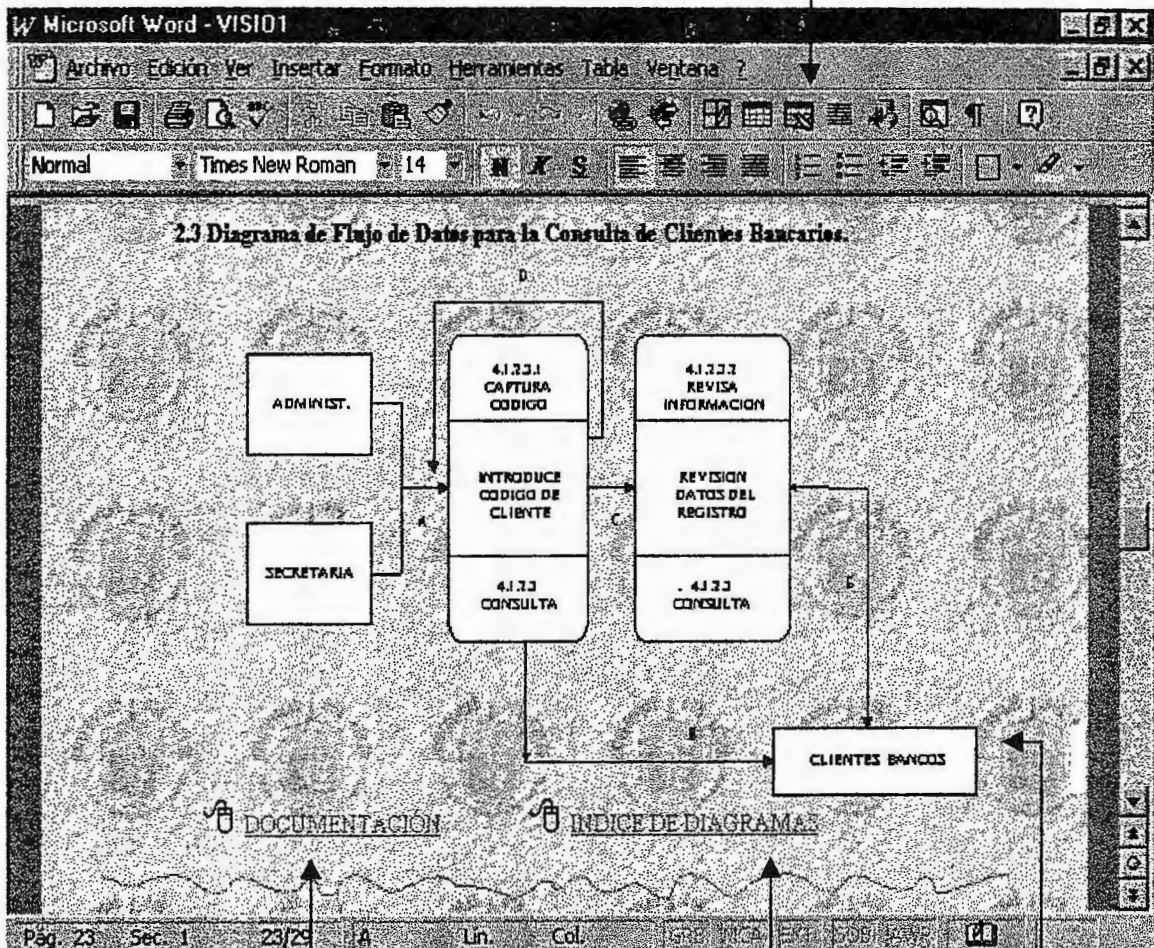 Microsoft Word - VISIO1
Archivo Edición Ver Insertar Formato Herramientas Tabla Ventana ?
Normal Times New Roman 14 N K S
2.3 Diagrama de Flujo de Datos para la Consulta de Clientes Bancarios.
D
ADMINIST.
SECRETARIA
A
4.1.2.3.1
CAPTURA
CODIGO
INTRODUCE
CODIGO DE
CLIENTE
4.1.2.3
CONSULTA
C
4.1.2.3.2
REVISA
INFORMACION
REVISION
DATOS DEL
REGISTRO
4.1.2.3
CONSULTA
CLIENTES BANCOS
DOCUMENTACIÓN INDICE DE DIAGRAMAS
Pág. 23 Sec. 1 23/29 A Lin. Col.